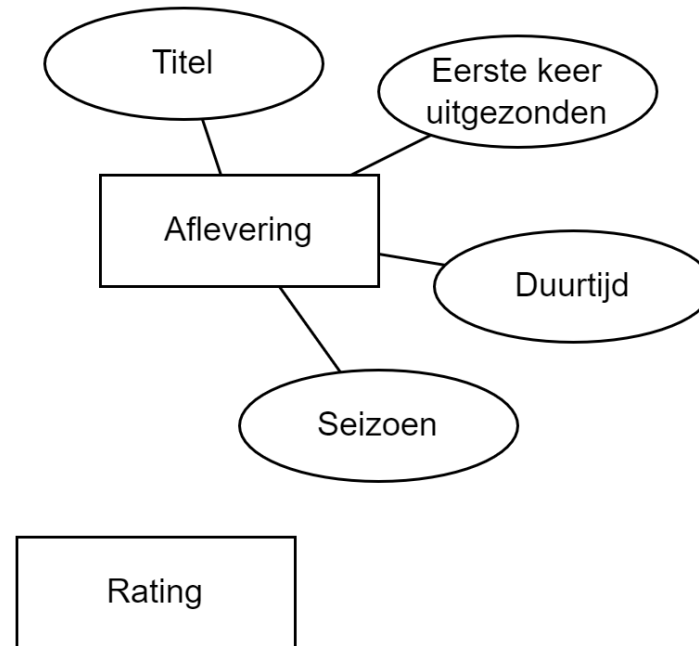 Titel
Eerste keer
uitgezonden
Aflevering
Duurtijd
Seizoen
Rating